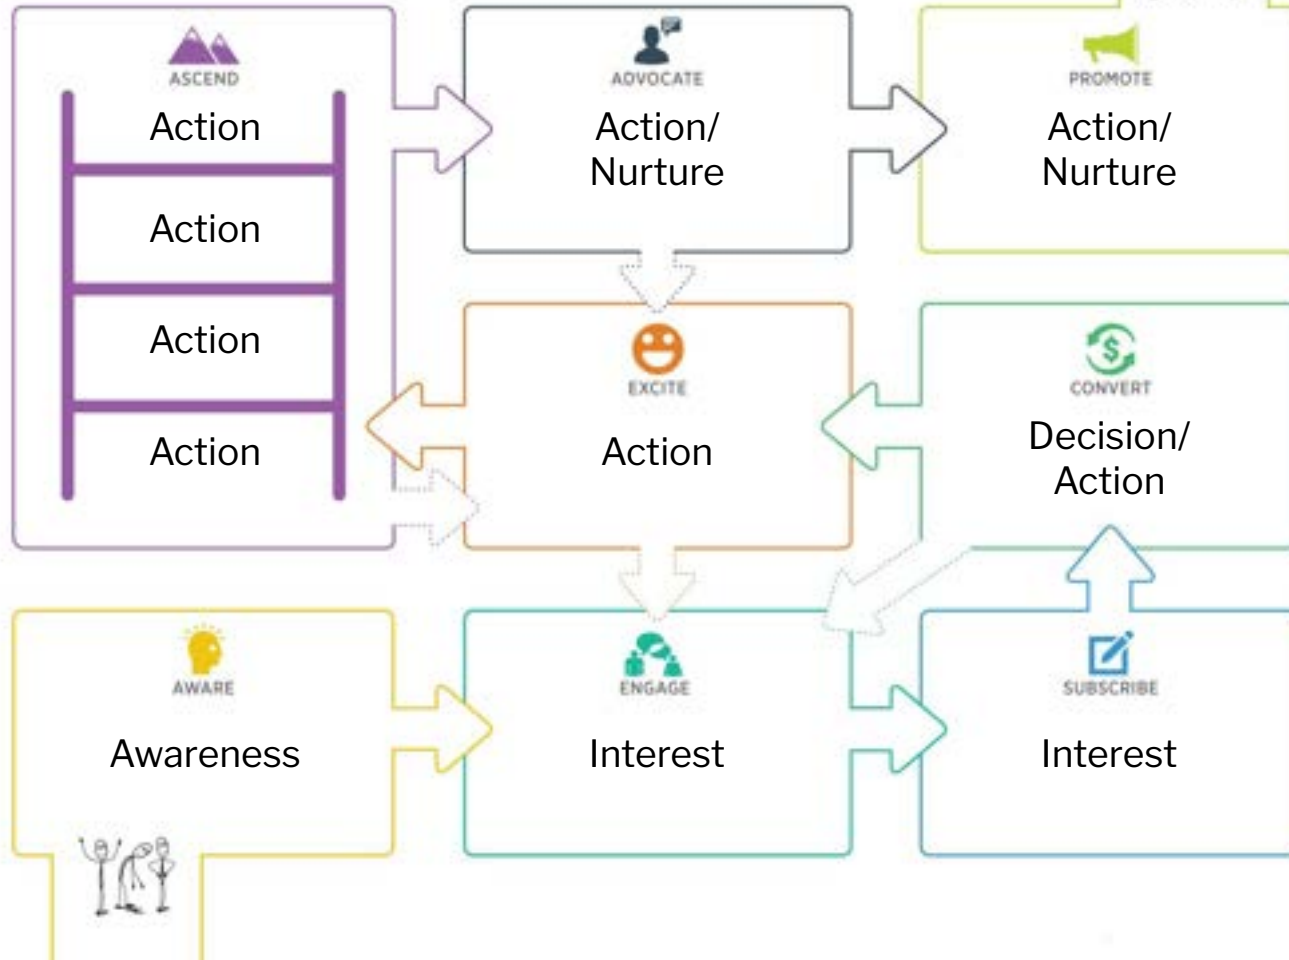 ASCEND
Action
Action
Action
Action
ADVOCATE
Action/
Nurture
PROMOTE
Action/
Nurture
EXCITE
Action
$
CONVERT
Decision/
Action
AWARE
Awareness
ENGAGE
Interest
SUBSCRIBE
Interest